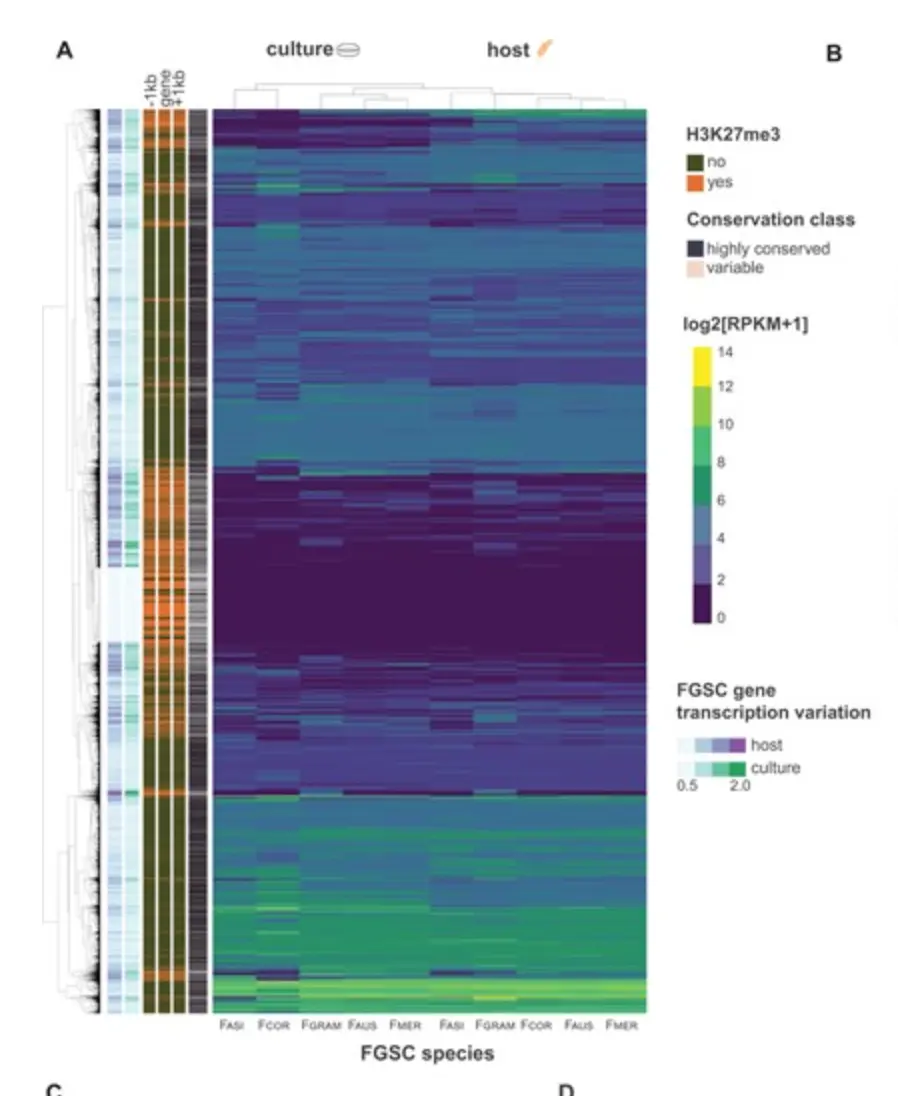 A
culture
host
B
-1kb
gene
+1kb
H3K27me3
no
yes
Conservation class
highly conserved
variable
log2[RPKM+1]
14
12
10
8
6
4
2
0
FGSC gene
transcription variation
host
culture
0.5 2.0
FASI FCOR FGRAM FAUS FMER FASI FGRAM FCOR FAUS FMER
FGSC species
C
D